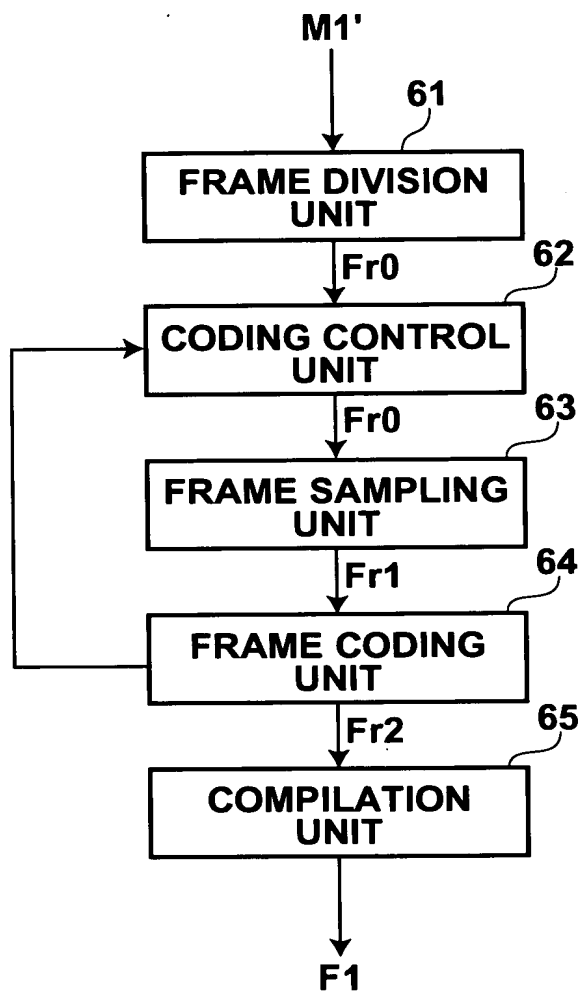 M1'
61
FRAME DIVISION
UNIT
Fr0
62
CODING CONTROL
UNIT
Fr0
63
FRAME SAMPLING
UNIT
Fr1
64
FRAME CODING
UNIT
Fr2
65
COMPILATION
UNIT
F1